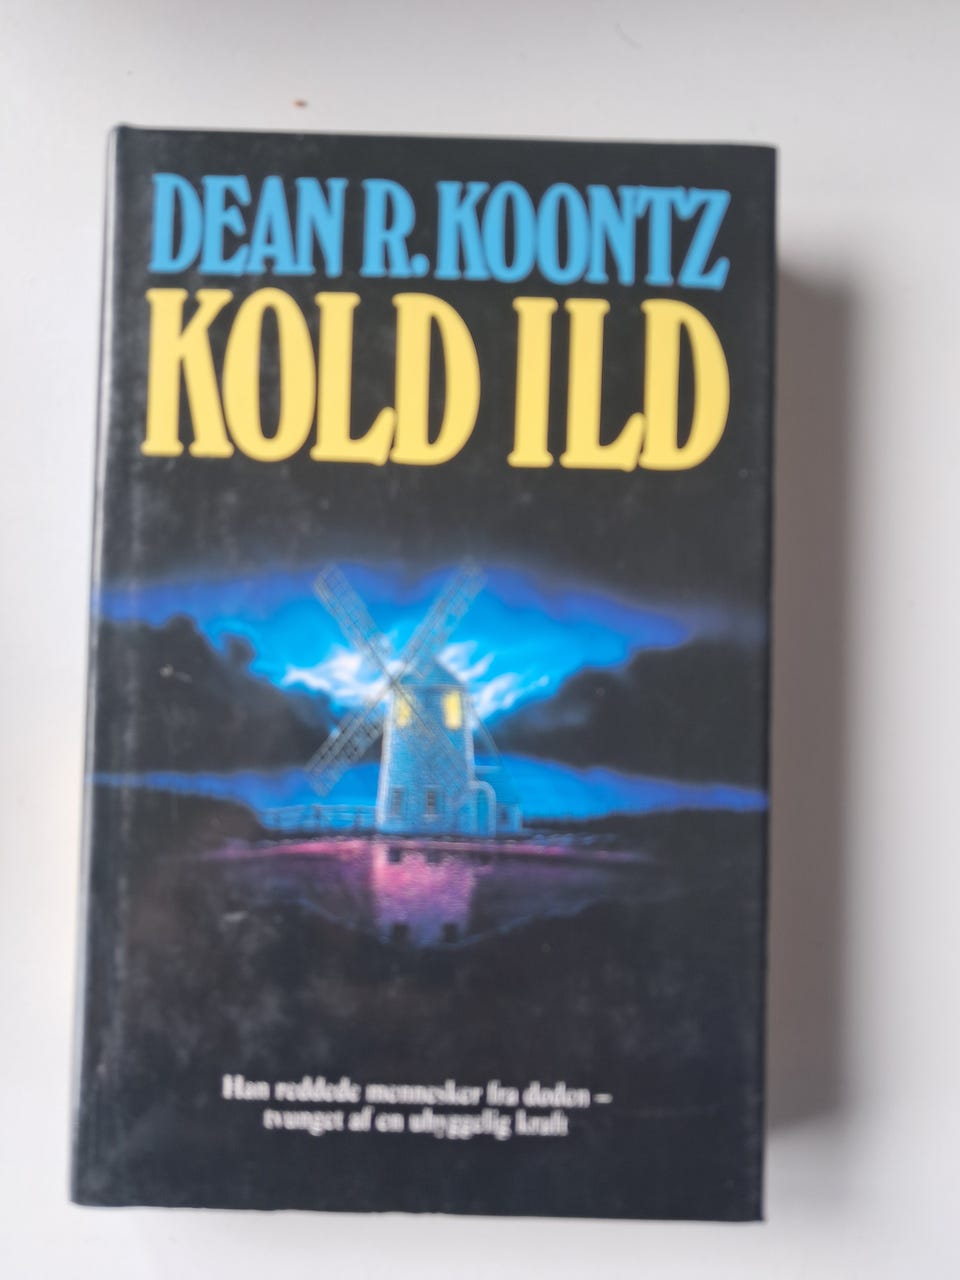 DEAN R. KOONTZ
KOLD ILD
Han reddede mennesker fra døden –
tvunget af en uhyggelig kraft